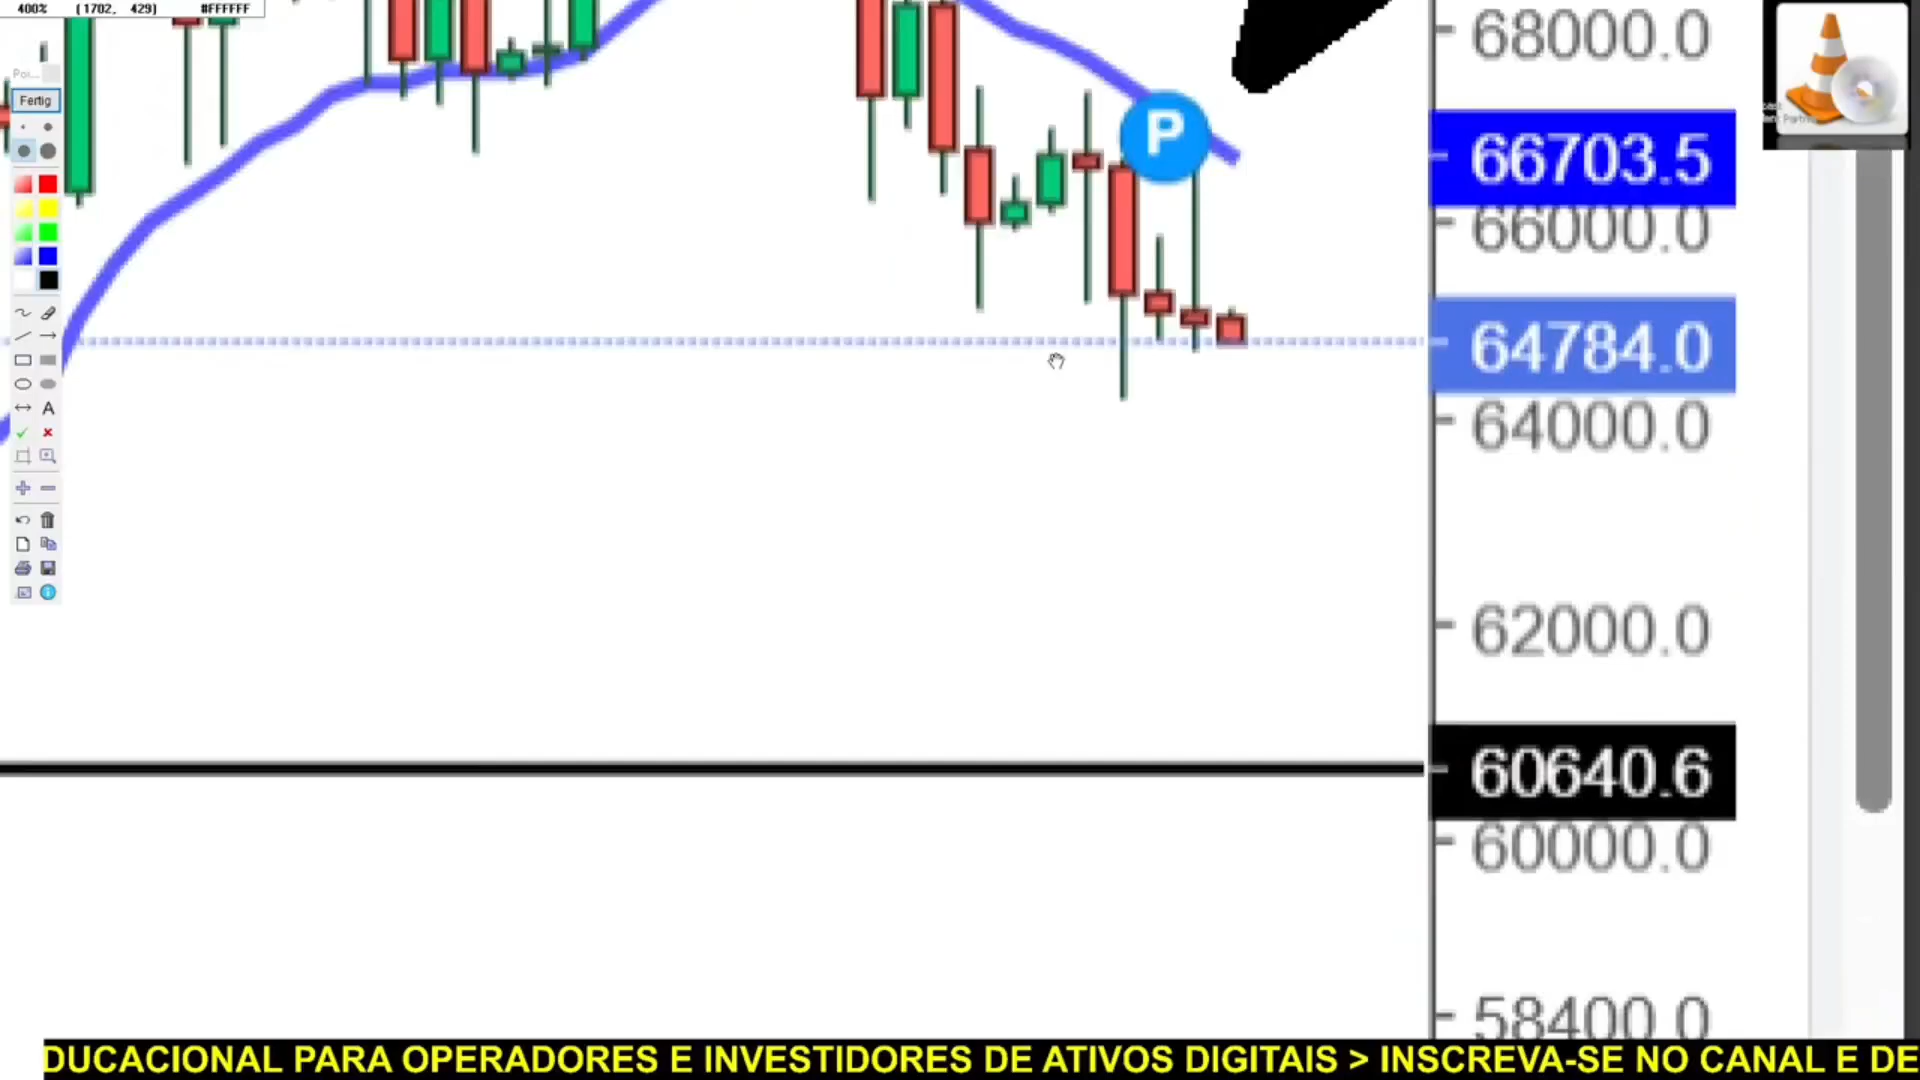 400% (1702, 429) #FFFFFF
Poi...
Fertig
A
P
68000.0
66703.5
66000.0
64784.0
64000.0
62000.0
60640.6
60000.0
58400.0
DUCACIONAL PARA OPERADORES E INVESTIDORES DE ATIVOS DIGITAIS > INSCREVA-SE NO CANAL E DE